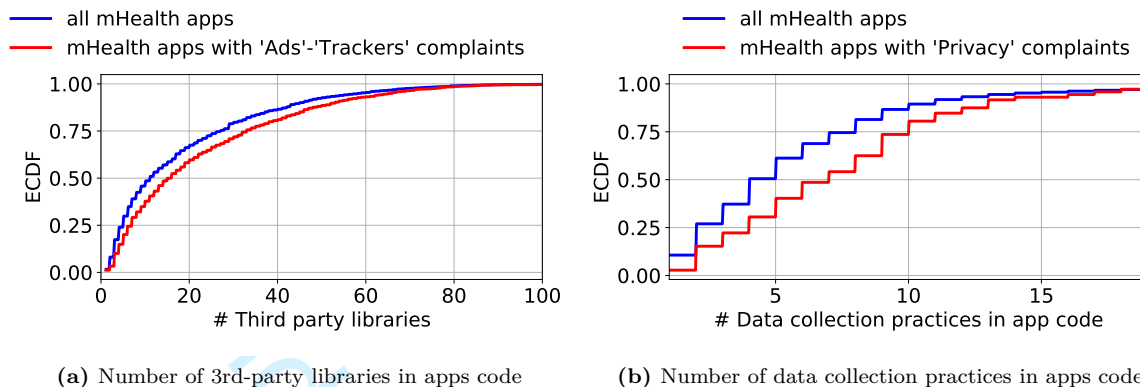 all mHealth apps
mHealth apps with 'Ads'-'Trackers' complaints
1.00
0.75
0.50
0.25
0.00
ECDF
0 20 40 60 80 100
# Third party libraries
(a) Number of 3rd-party libraries in apps code
all mHealth apps
mHealth apps with 'Privacy' complaints
1.00
0.75
0.50
0.25
0.00
ECDF
5 10 15
# Data collection practices in app code
(b) Number of data collection practices in apps code